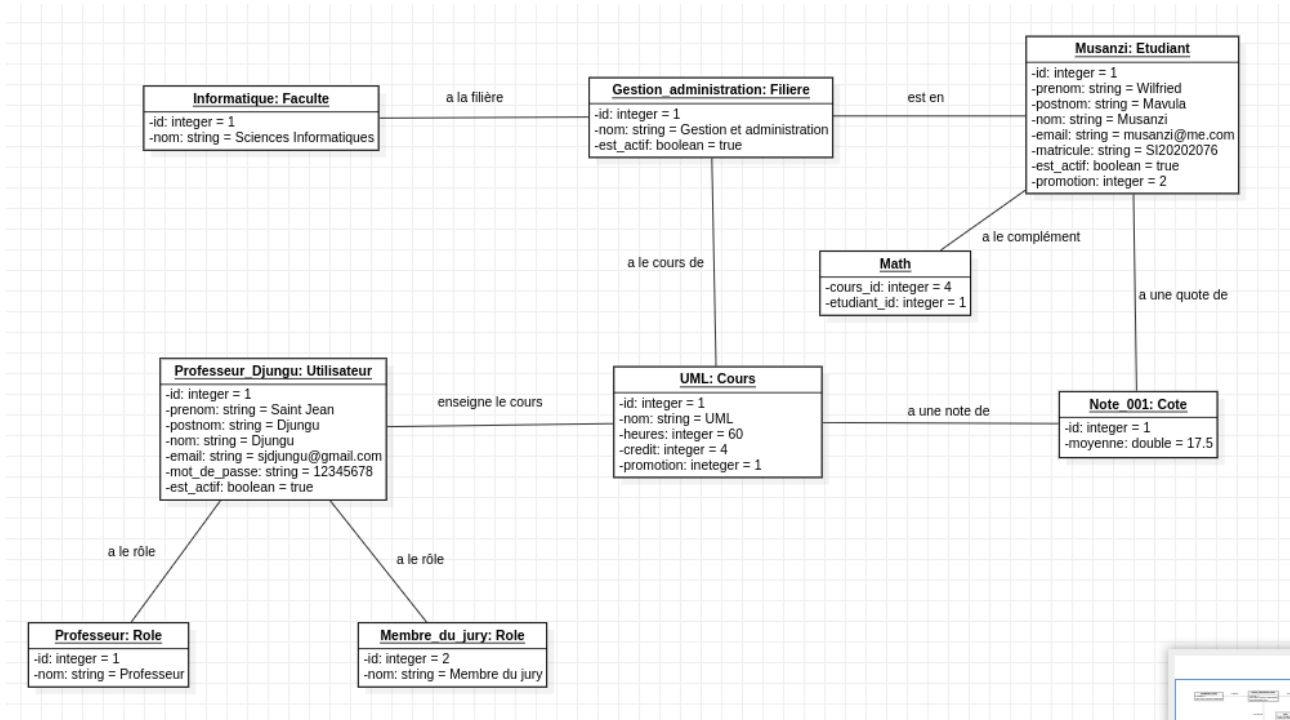 Informatique: Faculte
-id: integer = 1
-nom: string = Sciences Informatiques
a la filière
Gestion_administration: Filiere
-id: integer = 1
-nom: string = Gestion et administration
-est_actif: boolean = true
est en
Musanzi: Etudiant
-id: integer = 1
-prenom: string = Wilfried
-postnom: string = Mavula
-nom: string = Musanzi
-email: string = musanzi@me.com
-matricule: string = SI20202076
-est_actif: boolean = true
-promotion: integer = 2
a le complément
a le cours de
Math
-cours_id: integer = 4
-etudiant_id: integer = 1
a une quote de
Professeur_Djungu: Utilisateur
-id: integer = 1
-prenom: string = Saint Jean
-postnom: string = Djungu
-nom: string = Djungu
-email: string = sjdjungu@gmail.com
-mot_de_passe: string = 12345678
-est_actif: boolean = true
enseigne le cours
UML: Cours
-id: integer = 1
-nom: string = UML
-heures: integer = 60
-credit: integer = 4
-promotion: ineteger = 1
a une note de
Note_001: Cote
-id: integer = 1
-moyenne: double = 17.5
a le rôle
a le rôle
Professeur: Role
-id: integer = 1
-nom: string = Professeur
Membre_du_jury: Role
-id: integer = 2
-nom: string = Membre du jury